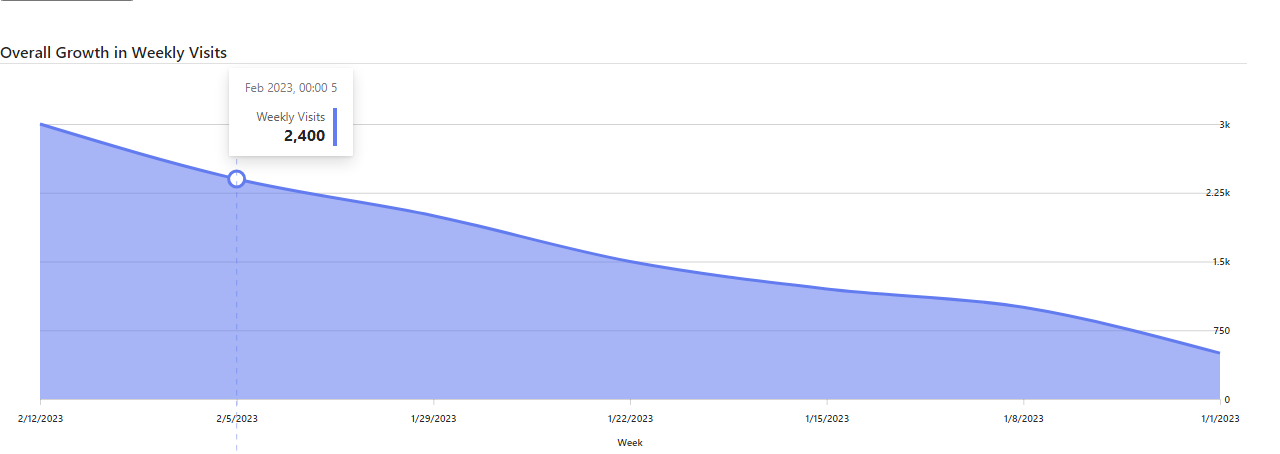 Overall Growth in Weekly Visits
Feb 2023, 00:00 5
Weekly Visits
2,400
3k
2.25k
1.5k
750
0
2/12/2023 2/5/2023 1/29/2023 1/22/2023 1/15/2023 1/8/2023 1/1/2023
Week